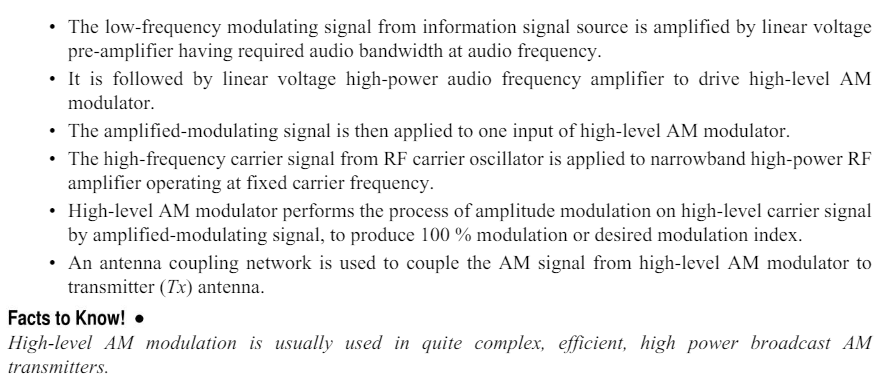 • The low-frequency modulating signal from information signal source is amplified by linear voltage
pre-amplifier having required audio bandwidth at audio frequency.
• It is followed by linear voltage high-power audio frequency amplifier to drive high-level AM
modulator.
• The amplified-modulating signal is then applied to one input of high-level AM modulator.
• The high-frequency carrier signal from RF carrier oscillator is applied to narrowband high-power RF
amplifier operating at fixed carrier frequency.
• High-level AM modulator performs the process of amplitude modulation on high-level carrier signal
by amplified-modulating signal, to produce 100 % modulation or desired modulation index.
• An antenna coupling network is used to couple the AM signal from high-level AM modulator to
transmitter (Tx) antenna.
Facts to Know! •
High-level AM modulation is usually used in quite complex, efficient, high power broadcast AM
transmitters.